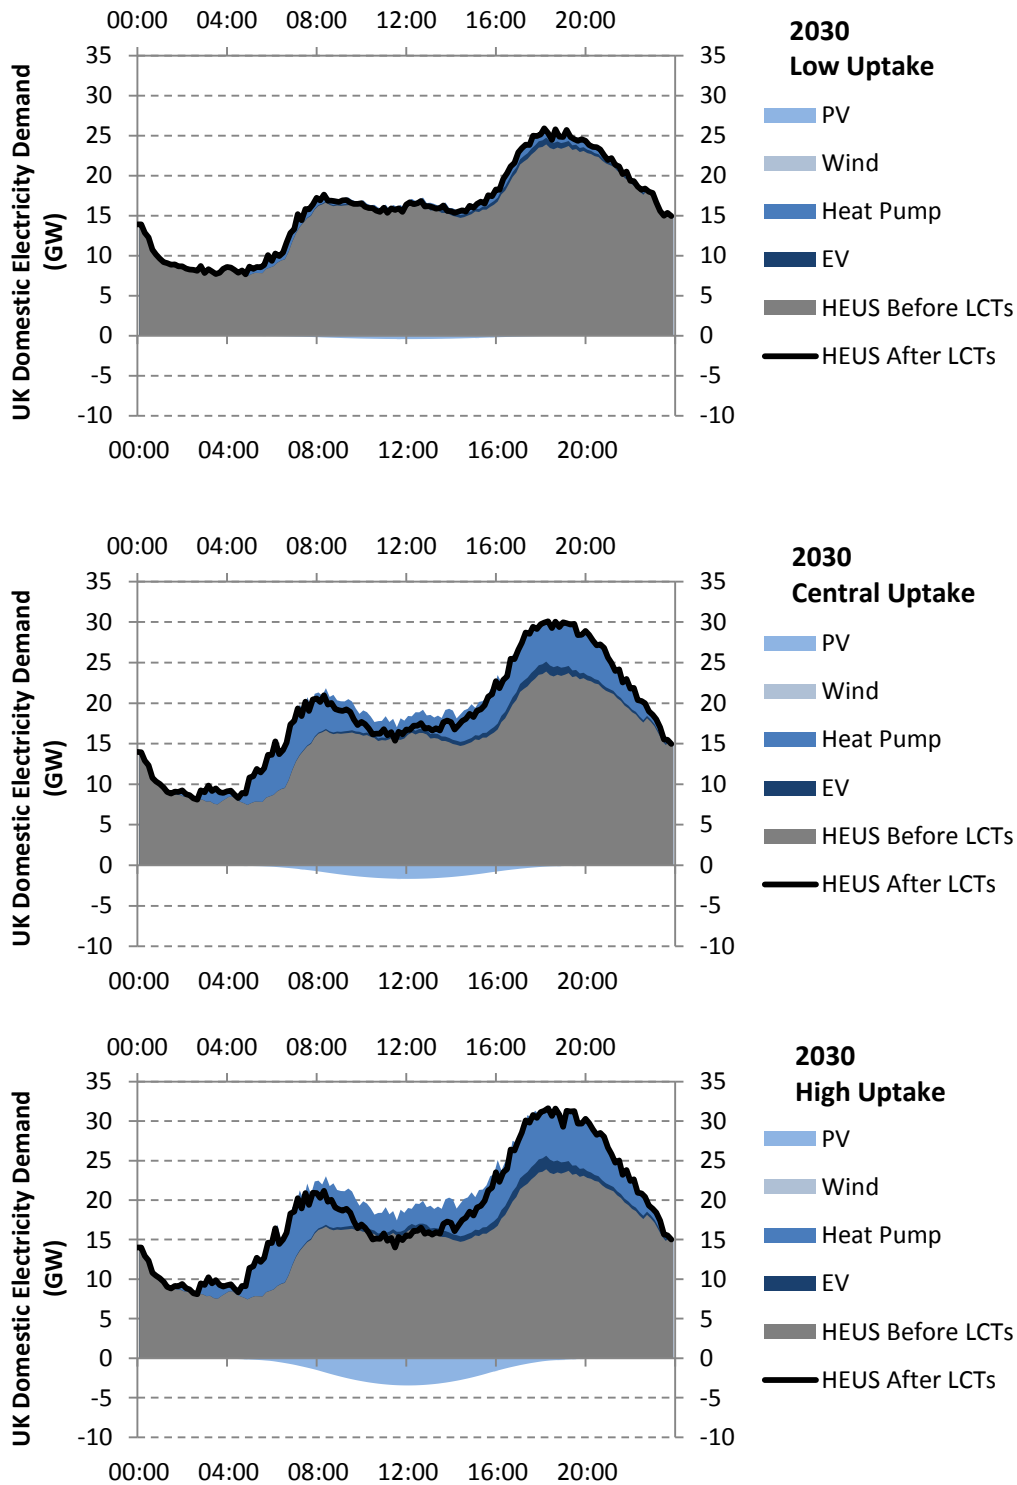 00:00 04:00 08:00 12:00 16:00 20:00
2030
Low Uptake
UK Domestic Electricity Demand
(GW)
35 35
30 30
25 25
20 20
15 15
10 10
5 5
0 0
-5 -5
-10 -10
00:00 04:00 08:00 12:00 16:00 20:00
PV
Wind
Heat Pump
EV
HEUS Before LCTs
HEUS After LCTs
00:00 04:00 08:00 12:00 16:00 20:00
2030
Central Uptake
UK Domestic Electricity Demand
(GW)
35 35
30 30
25 25
20 20
15 15
10 10
5 5
0 0
-5 -5
-10 -10
00:00 04:00 08:00 12:00 16:00 20:00
PV
Wind
Heat Pump
EV
HEUS Before LCTs
HEUS After LCTs
00:00 04:00 08:00 12:00 16:00 20:00
2030
High Uptake
UK Domestic Electricity Demand
(GW)
35 35
30 30
25 25
20 20
15 15
10 10
5 5
0 0
-5 -5
-10 -10
00:00 04:00 08:00 12:00 16:00 20:00
PV
Wind
Heat Pump
EV
HEUS Before LCTs
HEUS After LCTs